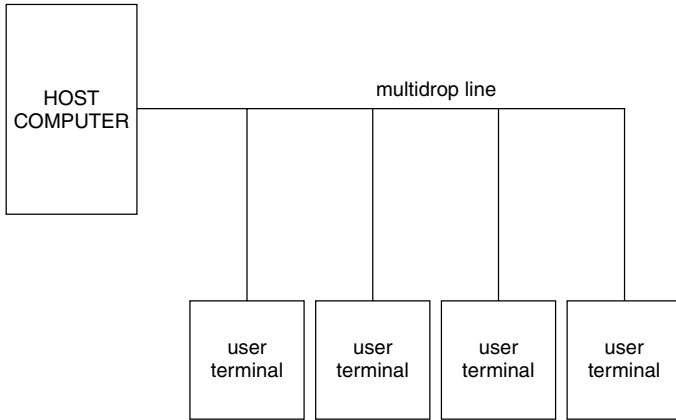 HOST
COMPUTER
multidrop line
user
terminal
user
terminal
user
terminal
user
terminal